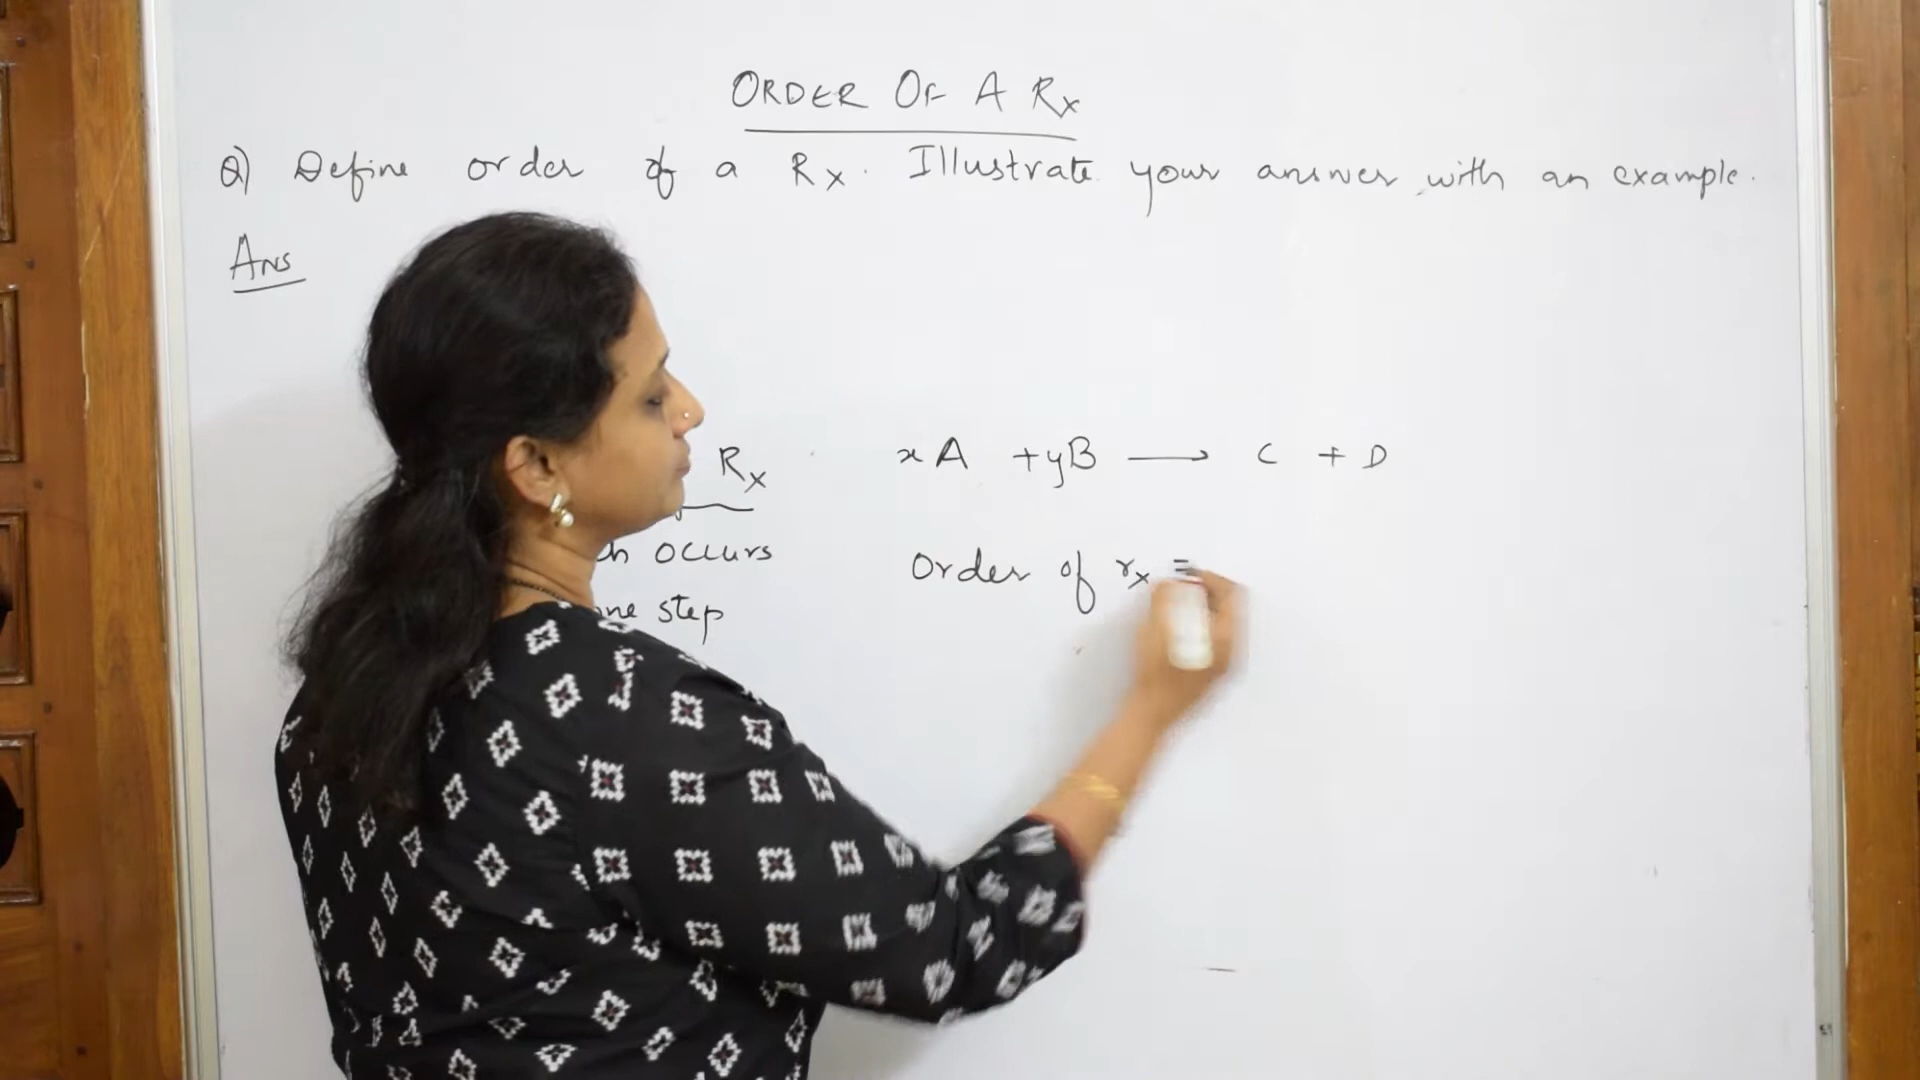 ORDER OF A Rx
Q) Define order of a Rx. Illustrate your answer with an example.
Ans
Rx
xA + yB ⟶ C + D
occurs
Order of rx =
step